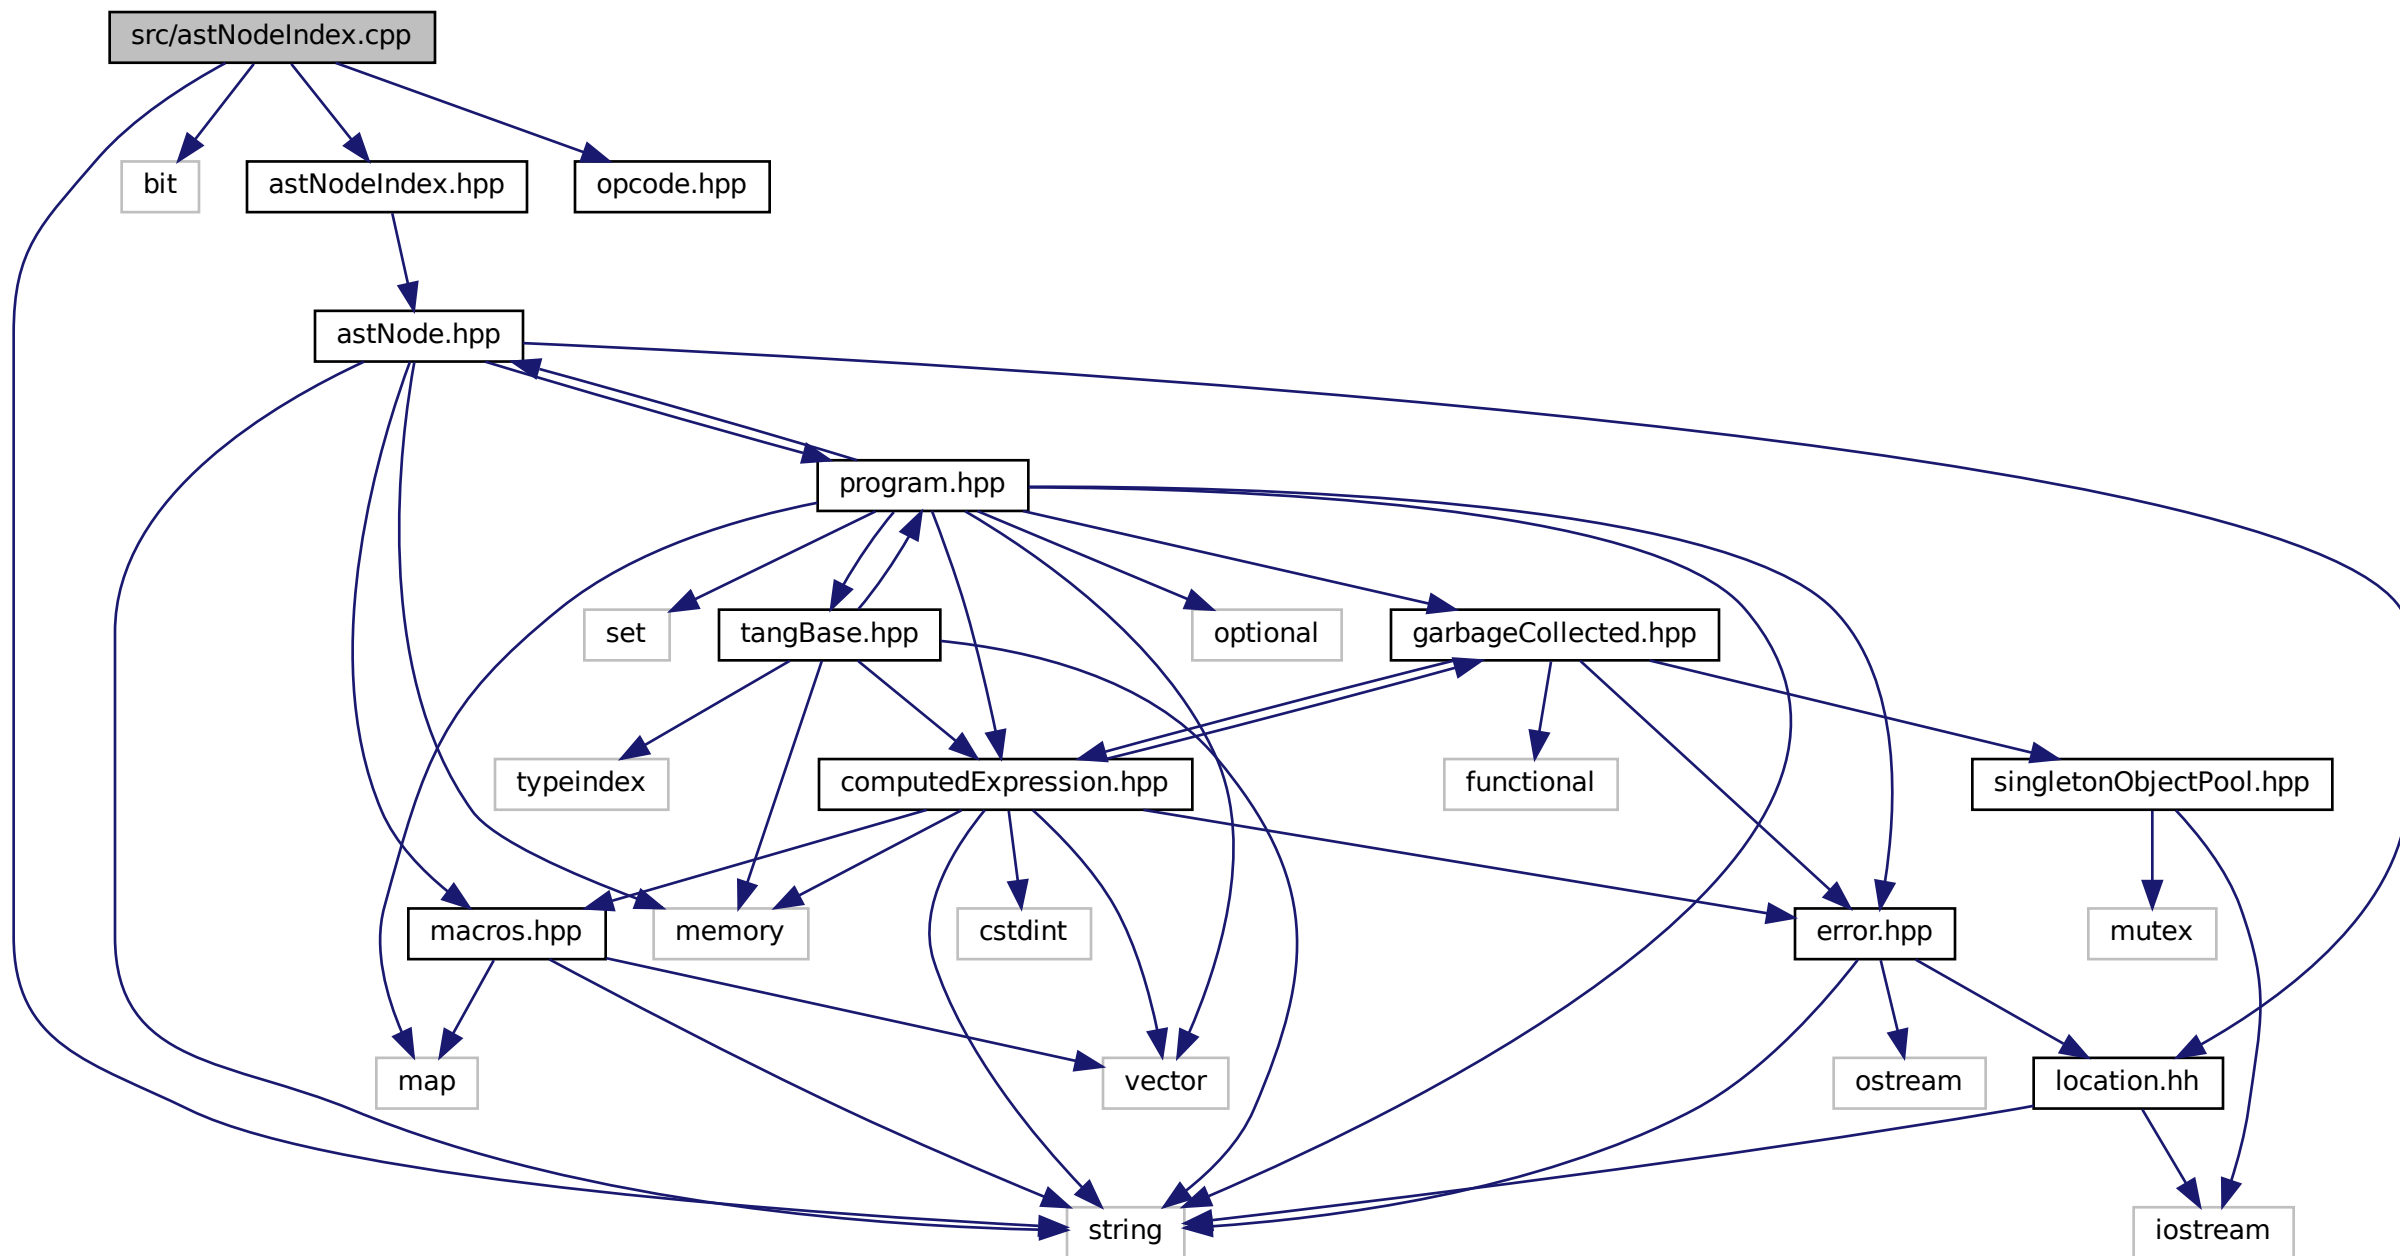 src/astNodeIndex.cpp
bit
astNodeIndex.hpp
opcode.hpp
astNode.hpp
program.hpp
set
tangBase.hpp
optional
garbageCollected.hpp
typeindex
computedExpression.hpp
functional
singletonObjectPool.hpp
macros.hpp
memory
cstdint
error.hpp
mutex
map
vector
ostream
location.hh
string
iostream